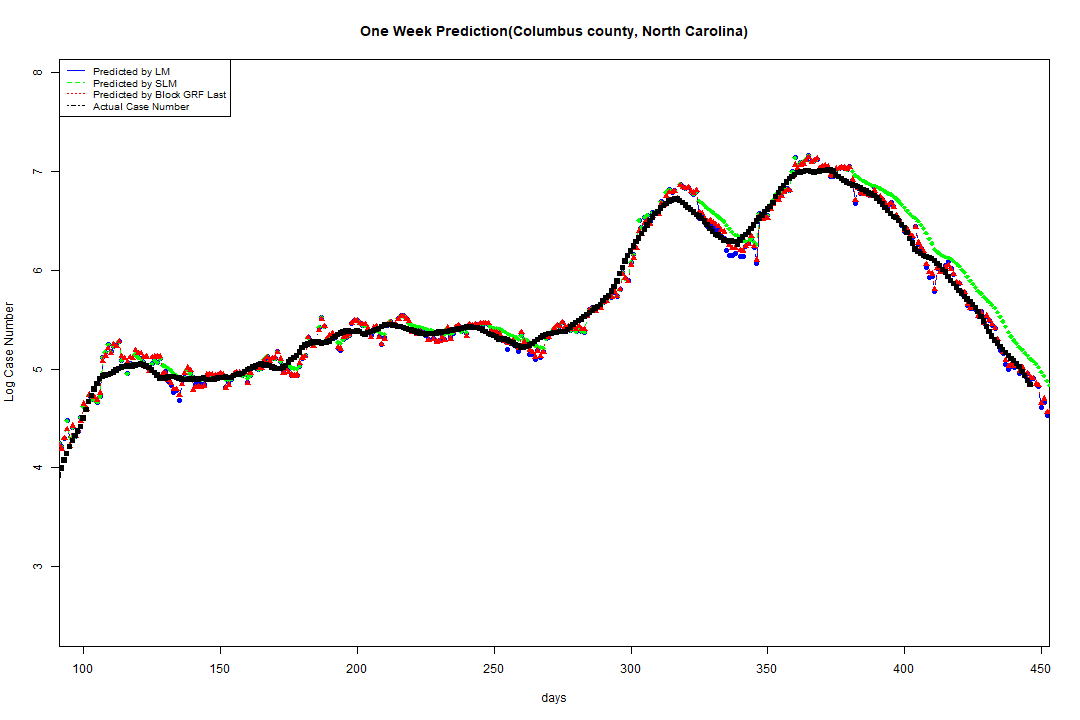 One Week Prediction(Columbus county, North Carolina)
Predicted by LM
Predicted by SLM
Predicted by Block GRF Last
Actual Case Number
8
7
6
5
4
3
Log Case Number
100 150 200 250 300 350 400 450
days